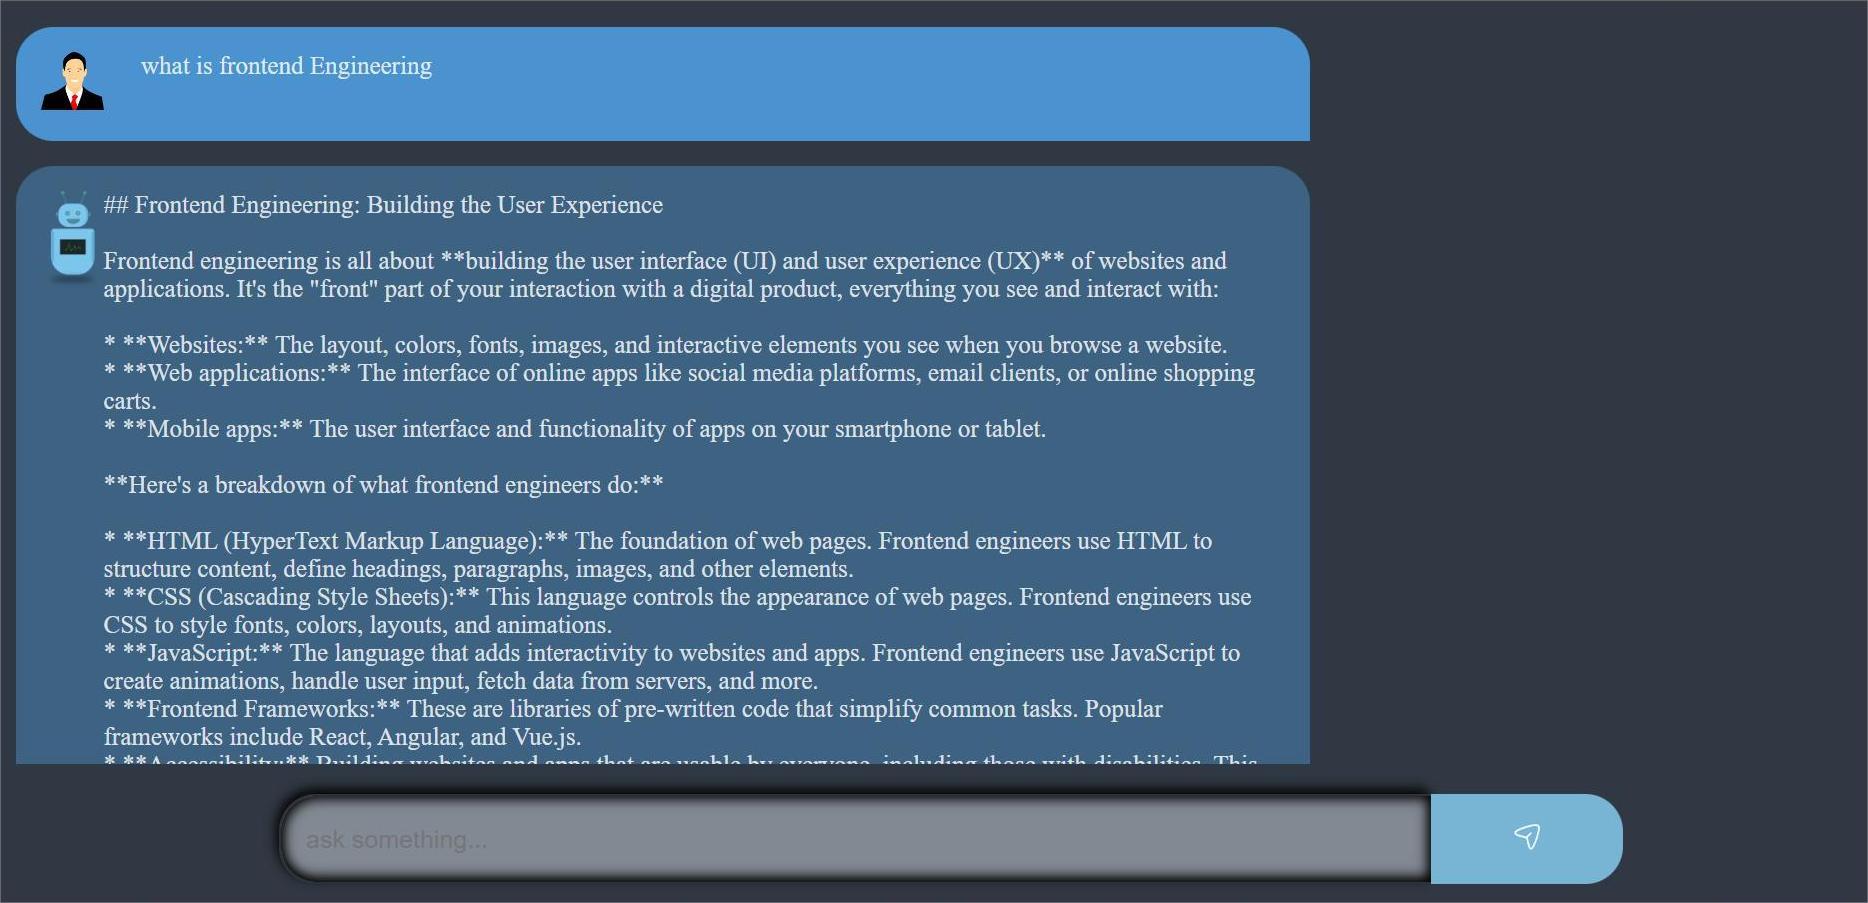 what is frontend Engineering
## Frontend Engineering: Building the User Experience
Frontend engineering is all about **building the user interface (UI) and user experience (UX)** of websites and
applications. It's the "front" part of your interaction with a digital product, everything you see and interact with:
* **Websites:** The layout, colors, fonts, images, and interactive elements you see when you browse a website.
* **Web applications:** The interface of online apps like social media platforms, email clients, or online shopping
carts.
* **Mobile apps:** The user interface and functionality of apps on your smartphone or tablet.
**Here's a breakdown of what frontend engineers do:**
* **HTML (HyperText Markup Language):** The foundation of web pages. Frontend engineers use HTML to
structure content, define headings, paragraphs, images, and other elements.
* **CSS (Cascading Style Sheets):** This language controls the appearance of web pages. Frontend engineers use
CSS to style fonts, colors, layouts, and animations.
* **JavaScript:** The language that adds interactivity to websites and apps. Frontend engineers use JavaScript to
create animations, handle user input, fetch data from servers, and more.
* **Frontend Frameworks:** These are libraries of pre-written code that simplify common tasks. Popular
frameworks include React, Angular, and Vue.js.
* **Accessibility:** Building websites and apps that are usable by everyone, including those with disabilities. This
ask something...